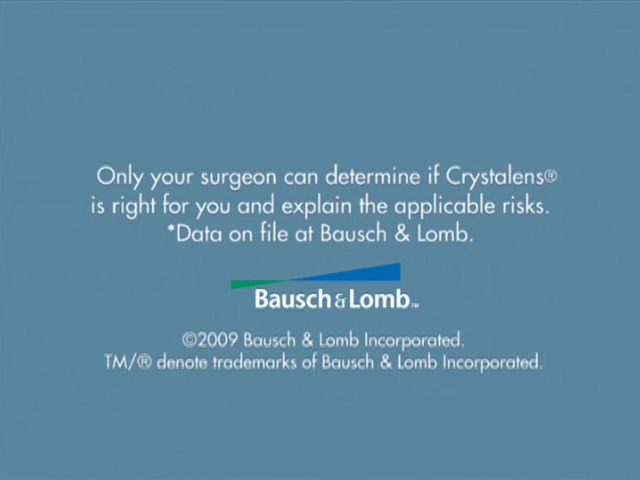 Only your surgeon can determine if Crystalens®
is right for you and explain the applicable risks.
*Data on file at Bausch & Lomb.
Bausch & Lomb™
©2009 Bausch & Lomb Incorporated.
TM/® denote trademarks of Bausch & Lomb Incorporated.